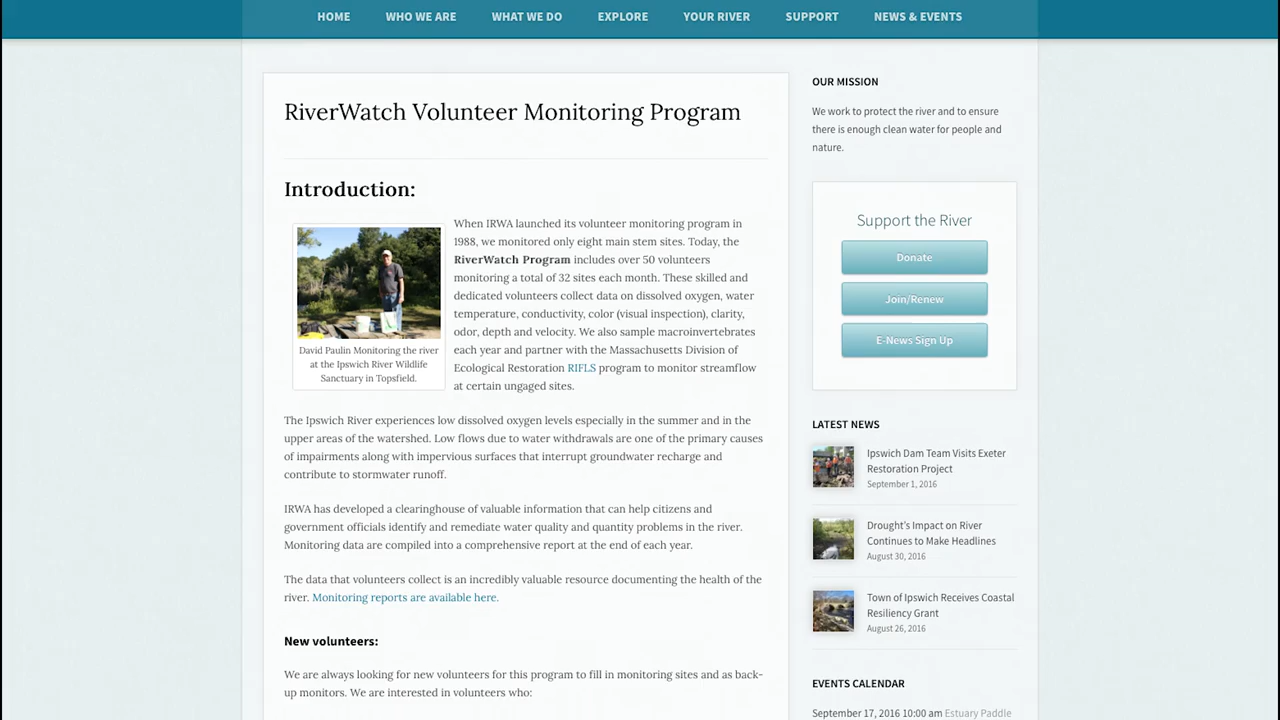 HOME WHO WE ARE WHAT WE DO EXPLORE YOUR RIVER SUPPORT NEWS & EVENTS
RiverWatch Volunteer Monitoring Program
Introduction:
When IRWA launched its volunteer monitoring program in
1988, we monitored only eight main stem sites. Today, the
RiverWatch Program includes over 50 volunteers
monitoring a total of 32 sites each month. These skilled and
dedicated volunteers collect data on dissolved oxygen, water
temperature, conductivity, color (visual inspection), clarity,
odor, depth and velocity. We also sample macroinvertebrates
each year and partner with the Massachusetts Division of
Ecological Restoration RIFLS program to monitor streamflow
at certain ungaged sites.
David Paulin Monitoring the river
at the Ipswich River Wildlife
Sanctuary in Topsfield.
The Ipswich River experiences low dissolved oxygen levels especially in the summer and in the
upper areas of the watershed. Low flows due to water withdrawals are one of the primary causes
of impairments along with impervious surfaces that interrupt groundwater recharge and
contribute to stormwater runoff.
IRWA has developed a clearinghouse of valuable information that can help citizens and
government officials identify and remediate water quality and quantity problems in the river.
Monitoring data are compiled into a comprehensive report at the end of each year.
The data that volunteers collect is an incredibly valuable resource documenting the health of the
river. Monitoring reports are available here.
New volunteers:
We are always looking for new volunteers for this program to fill in monitoring sites and as back-
up monitors. We are interested in volunteers who:
OUR MISSION
We work to protect the river and to ensure
there is enough clean water for people and
nature.
Support the River
Donate
Join/Renew
E-News Sign Up
LATEST NEWS
Ipswich Dam Team Visits Exeter
Restoration Project
September 1, 2016
Drought's Impact on River
Continues to Make Headlines
August 30, 2016
Town of Ipswich Receives Coastal
Resiliency Grant
August 26, 2016
EVENTS CALENDAR
September 17, 2016 10:00 am Estuary Paddle